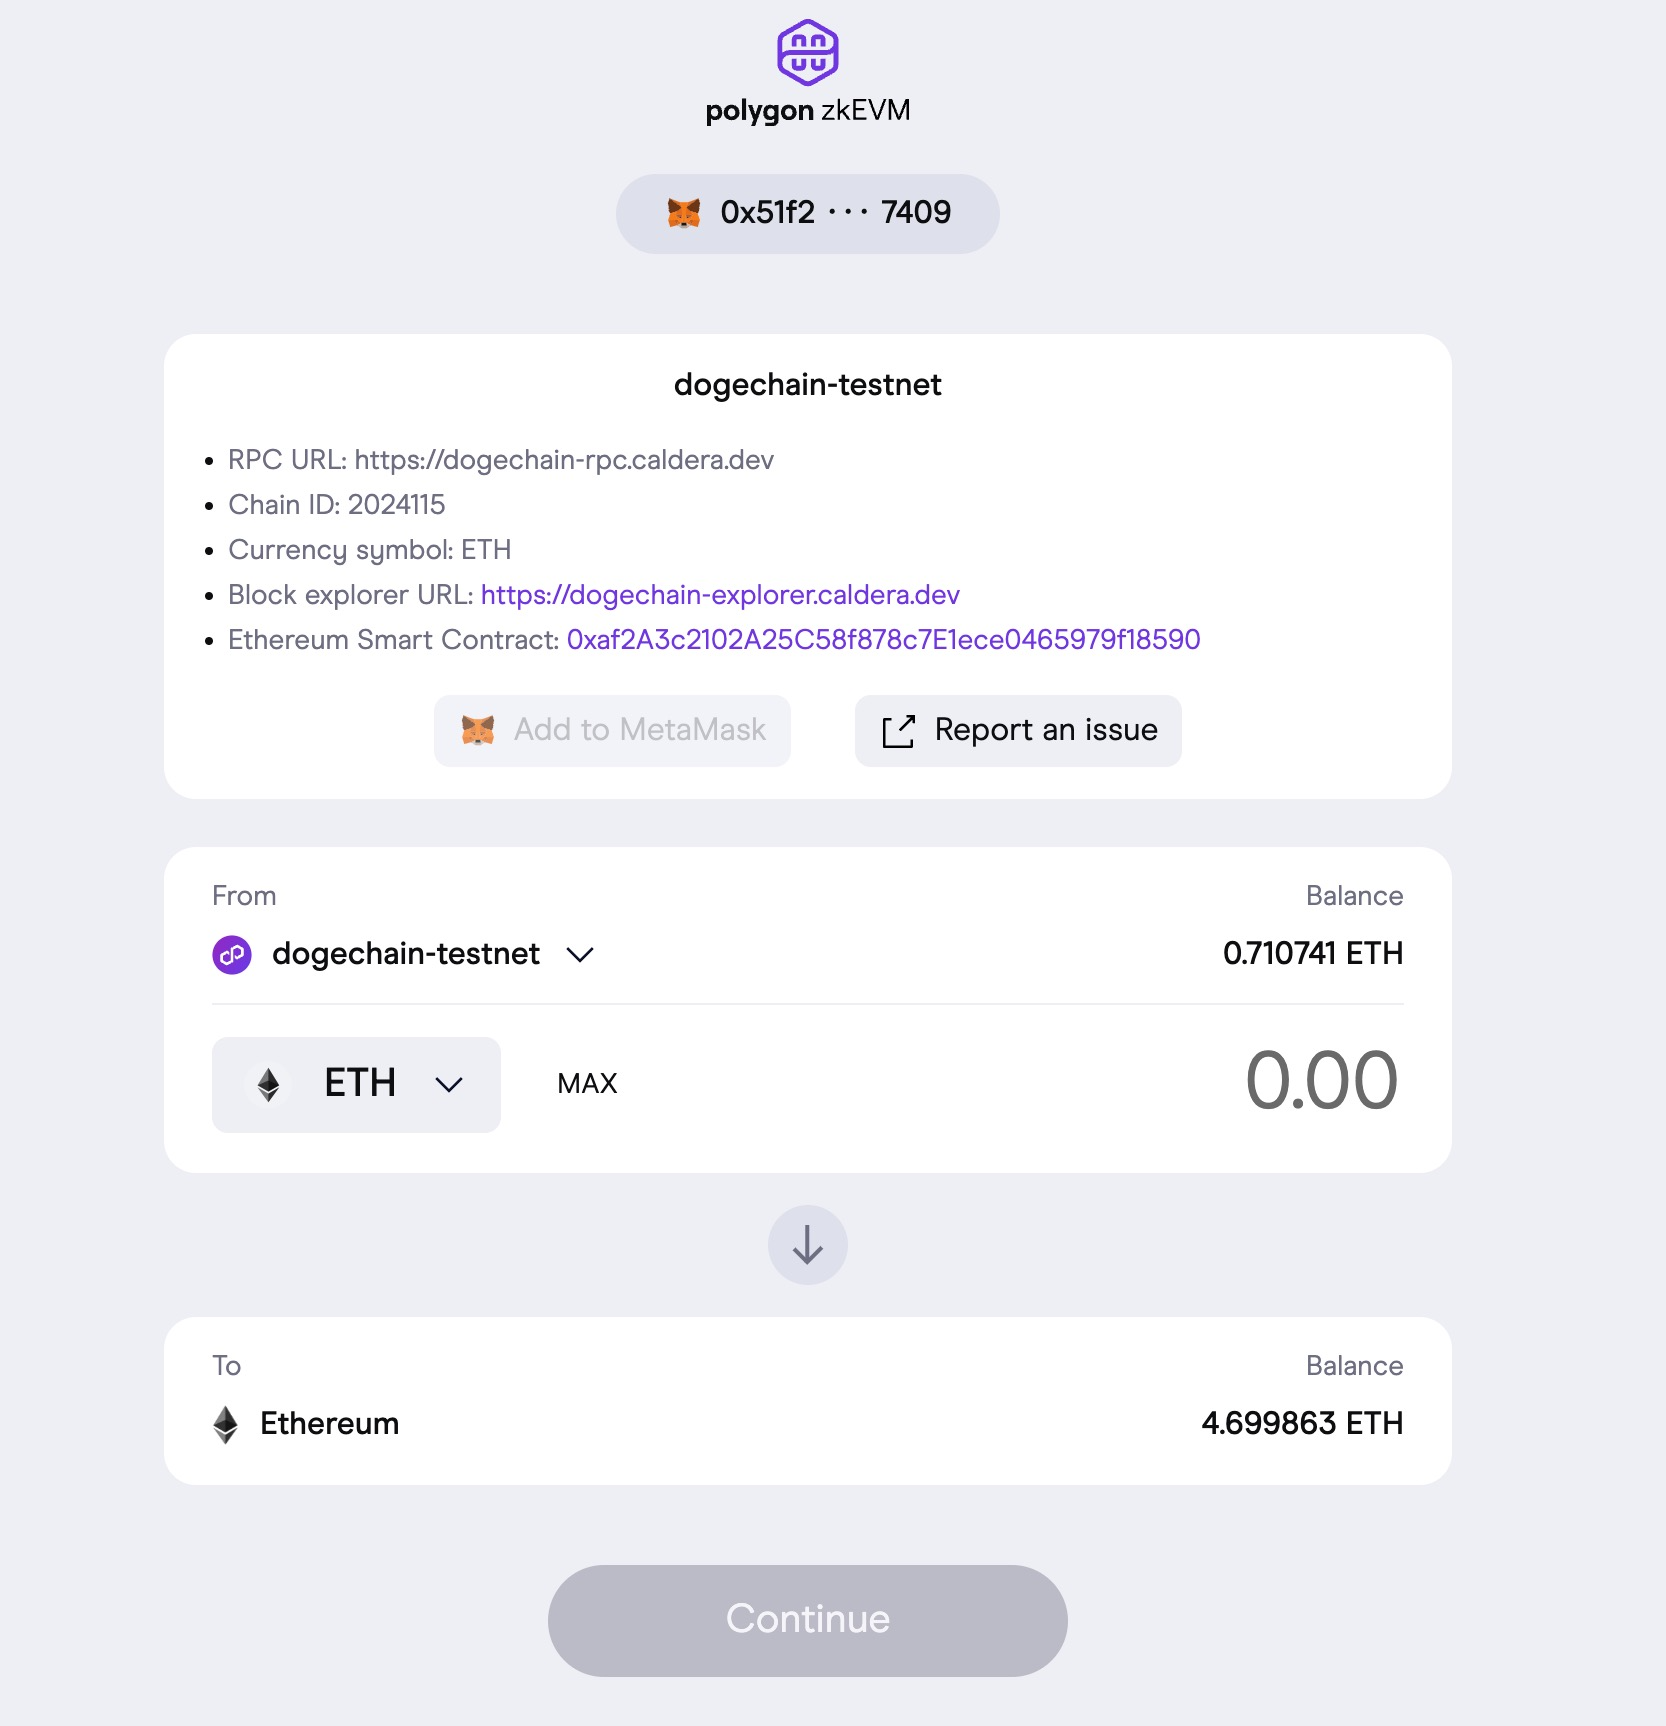 polygon zkEVM
0x51f2 ··· 7409
dogechain-testnet
• RPC URL: https://dogechain-rpc.caldera.dev
• Chain ID: 2024115
• Currency symbol: ETH
• Block explorer URL: https://dogechain-explorer.caldera.dev
• Ethereum Smart Contract: 0xaf2A3c2102A25C58f878c7E1ece0465979f18590
Add to MetaMask Report an issue
From Balance
dogechain-testnet 0.710741 ETH
ETH MAX 0.00
To Balance
Ethereum 4.699863 ETH
Continue